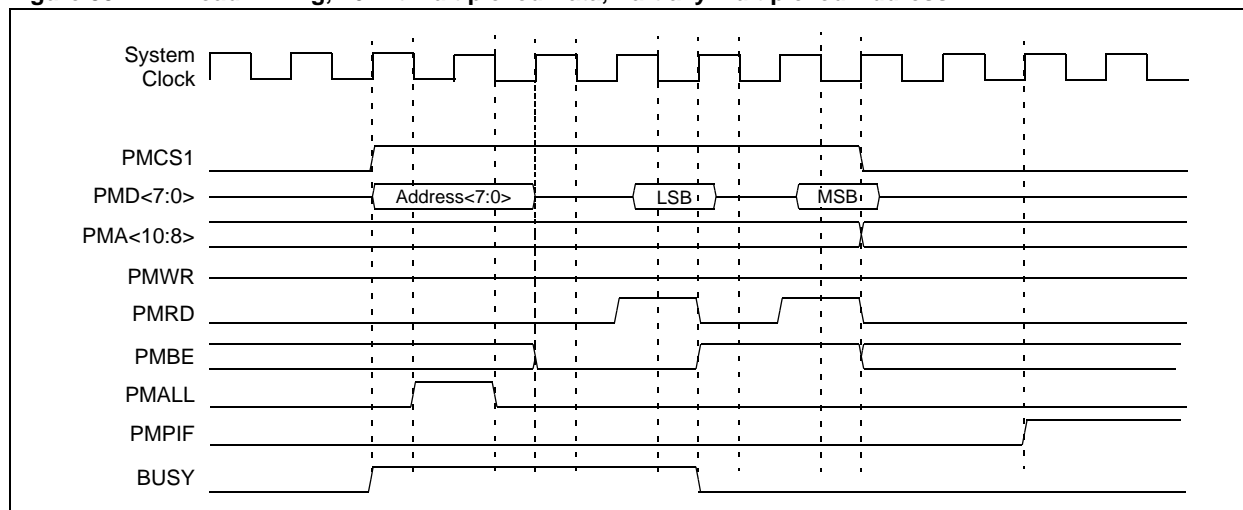 System
Clock
PMCS1
PMD<7:0>
Address<7:0>
LSB
MSB
PMA<10:8>
PMWR
PMRD
PMBE
PMALL
PMPIF
BUSY